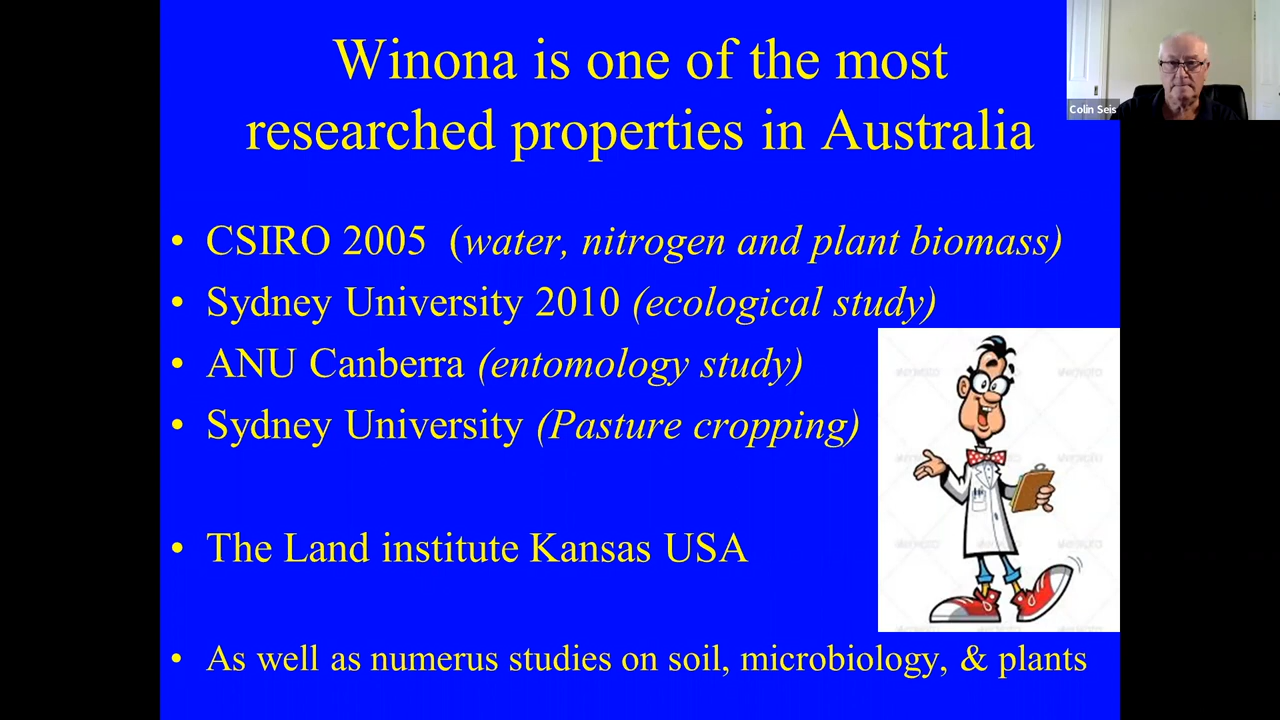 Winona is one of the most
researched properties in Australia
Colin Seis
• CSIRO 2005 (water, nitrogen and plant biomass)
• Sydney University 2010 (ecological study)
• ANU Canberra (entomology study)
• Sydney University (Pasture cropping)
• The Land institute Kansas USA
• As well as numerus studies on soil, microbiology, & plants